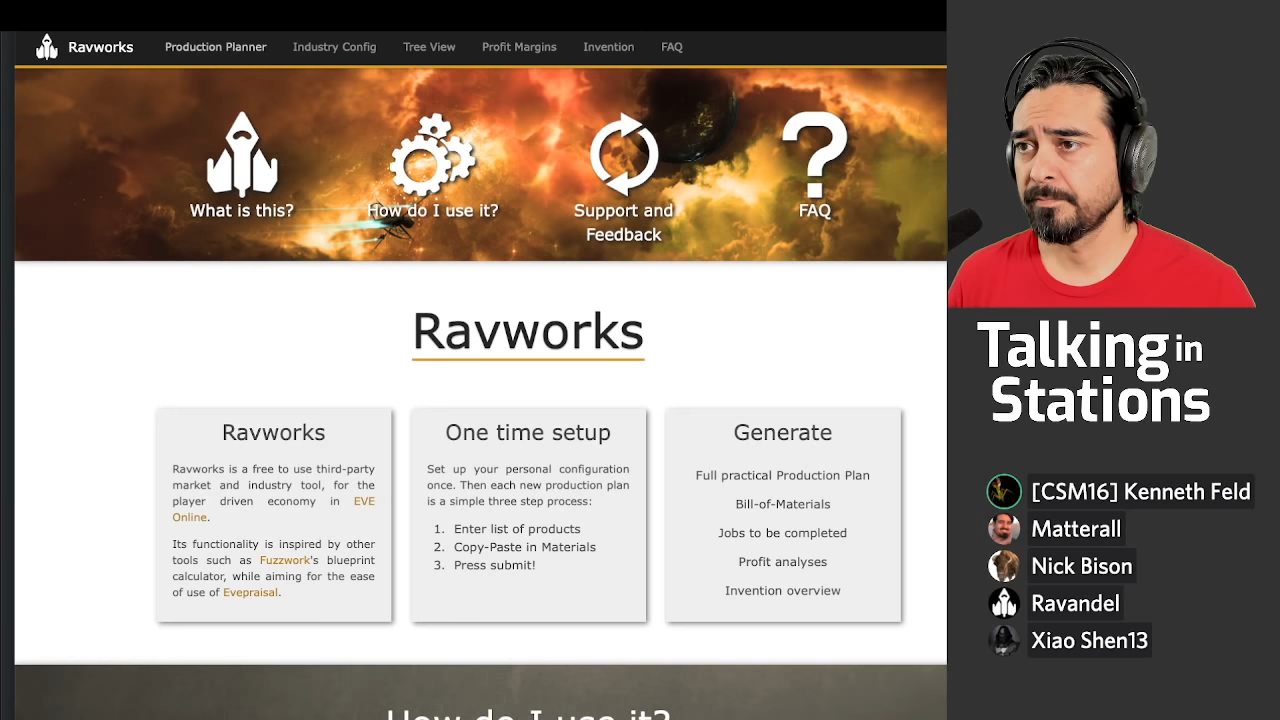 Ravworks Production Planner Industry Config Tree View Profit Margins Invention FAQ
What is this?
How do I use it?
Support and
Feedback
FAQ
Ravworks
Ravworks
Ravworks is a free to use third-party
market and industry tool, for the
player driven economy in EVE
Online.
Its functionality is inspired by other
tools such as Fuzzwork's blueprint
calculator, while aiming for the ease
of use of Evepraisal.
One time setup
Set up your personal configuration
once. Then each new production plan
is a simple three step process:
1. Enter list of products
2. Copy-Paste in Materials
3. Press submit!
Generate
Full practical Production Plan
Bill-of-Materials
Jobs to be completed
Profit analyses
Invention overview
How do I use it?
Talking in
Stations
[CSM16] Kenneth Feld
Matterall
Nick Bison
Ravandel
Xiao Shen13